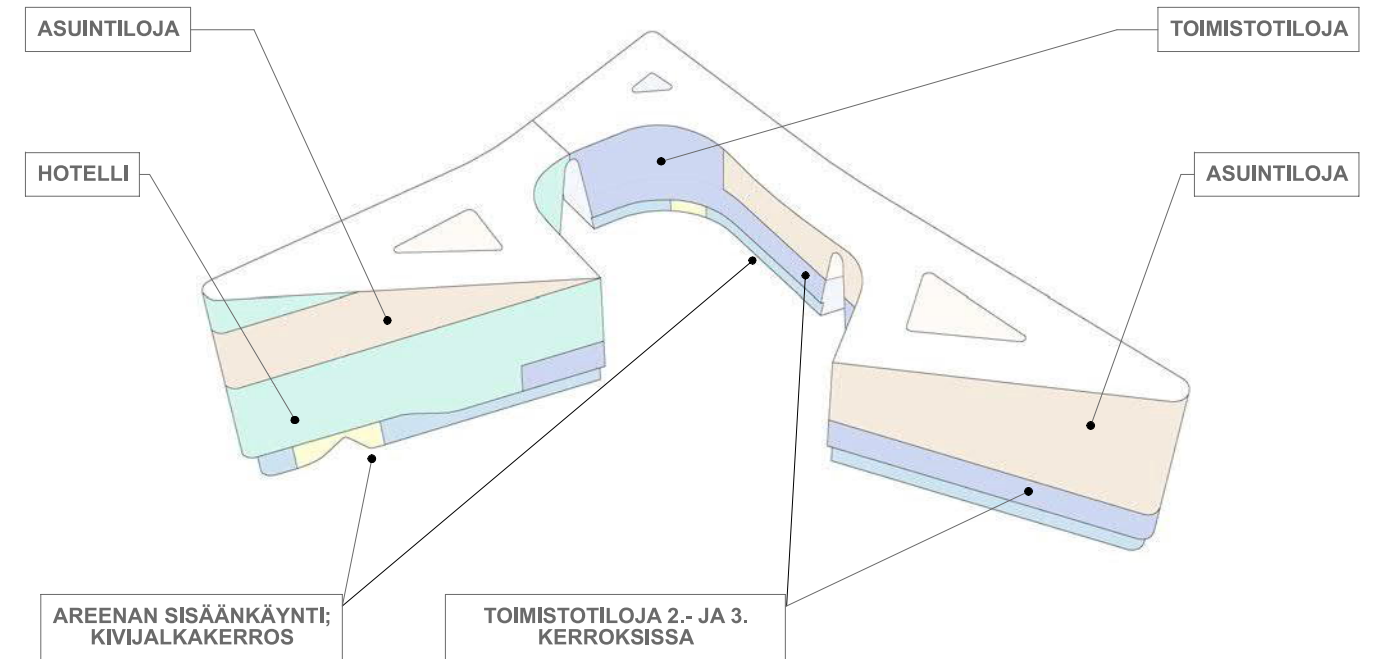 ASUINTILOJA
TOIMISTOTILOJA
HOTELLI
ASUINTILOJA
AREENAN SISÄÄNKÄYNTI;
KIVIJALKAKERROS
TOIMISTOTILOJA 2.- JA 3.
KERROKSISSA